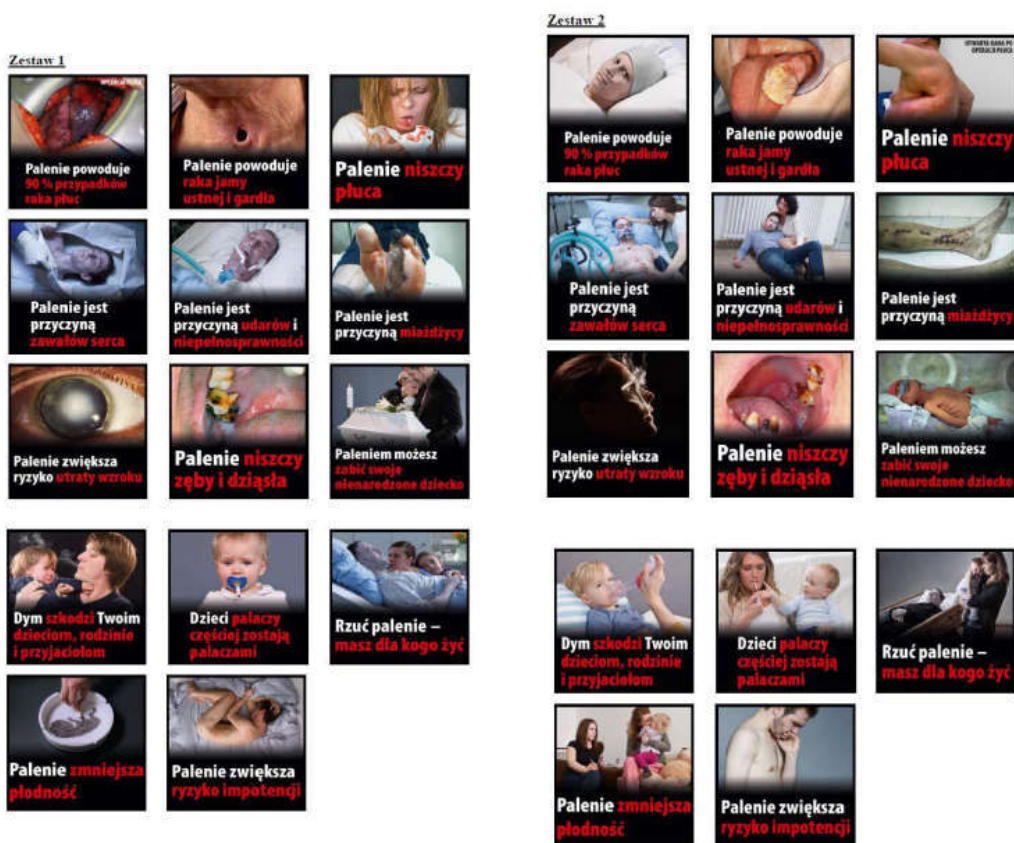 Zestaw 1
OPERACJA PŁUCA
Palenie powoduje
90 % przypadków
raka płuc
Palenie powoduje
raka jamy
ustnej i gardła
Palenie niszczy
płuca
Palenie jest
przyczyną
zawałów serca
Palenie jest
przyczyną udarów i
niepełnosprawności
Palenie jest
przyczyną miażdżycy
Palenie zwiększa
ryzyko utraty wzroku
Palenie niszczy
zęby i dziąsła
Paleniem możesz
zabić swoje
nienarodzone dziecko
Dym szkodzi Twoim
dzieciom, rodzinie
i przyjaciołom
Dzieci palaczy
częściej zostają
palaczami
Rzuć palenie –
masz dla kogo żyć
Palenie zmniejsza
płodność
Palenie zwiększa
ryzyko impotencji
Zestaw 2
Palenie powoduje
90 % przypadków
raka płuc
Palenie powoduje
raka jamy
ustnej i gardła
OTWARTA RANA PO
OPERACJI PŁUCA
Palenie niszczy
płuca
Palenie jest
przyczyną
zawałów serca
Palenie jest
przyczyną udarów i
niepełnosprawności
Palenie jest
przyczyną miażdżycy
Palenie zwiększa
ryzyko utraty wzroku
Palenie niszczy
zęby i dziąsła
Paleniem możesz
zabić swoje
nienarodzone dziecko
Dym szkodzi Twoim
dzieciom, rodzinie
i przyjaciołom
Dzieci palaczy
częściej zostają
palaczami
Rzuć palenie –
masz dla kogo żyć
Palenie zmniejsza
płodność
Palenie zwiększa
ryzyko impotencji